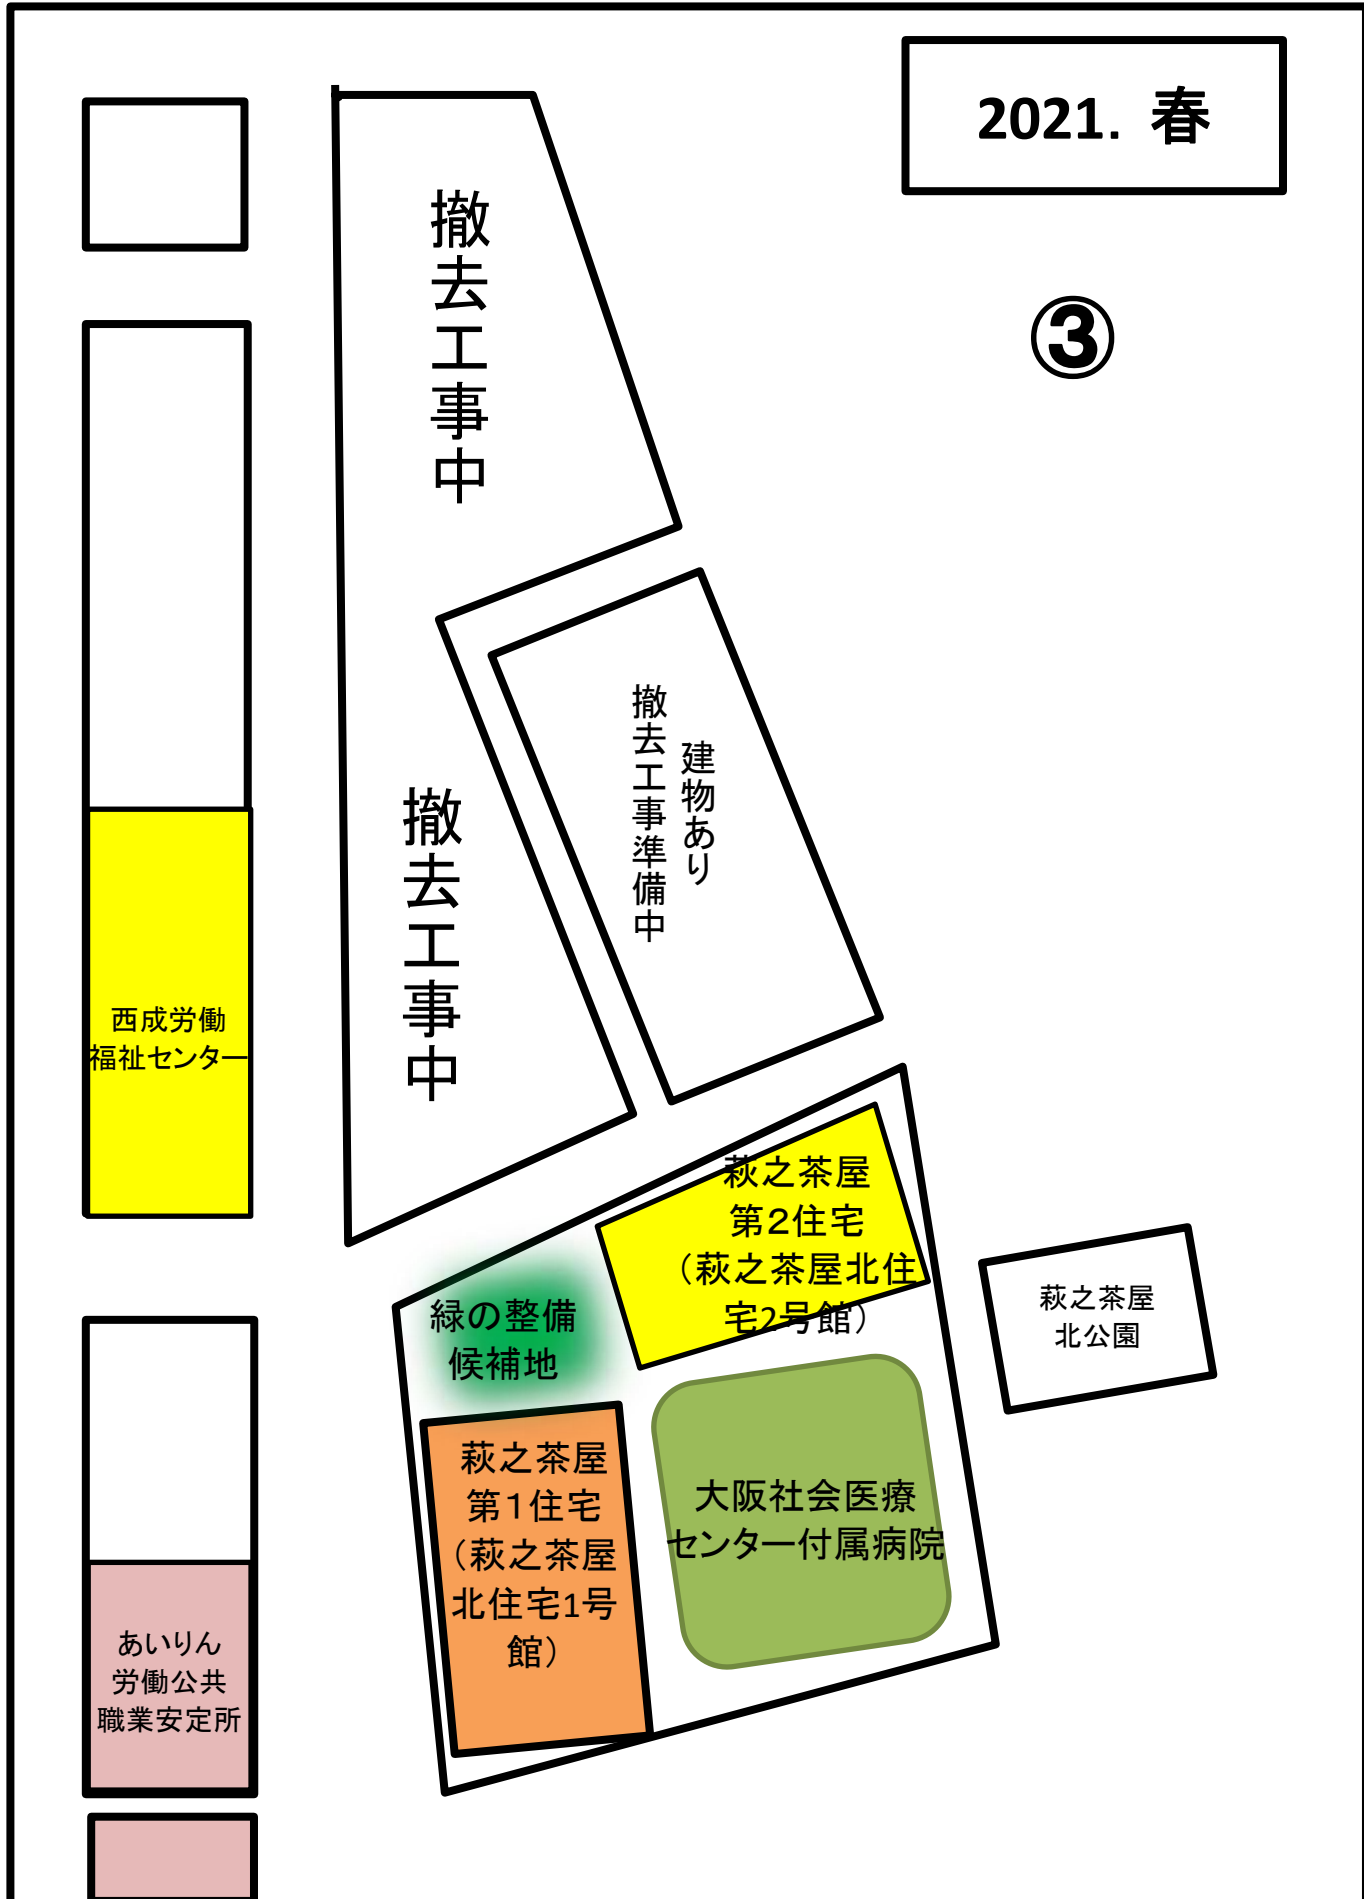 2021. 春
③
撤去工事中
撤去工事中
建物あり
撤去工事準備中
西成労働
福祉センター
萩之茶屋
第2住宅
（萩之茶屋北住
宅2号館）
緑の整備
候補地
萩之茶屋
北公園
萩之茶屋
第1住宅
（萩之茶屋
北住宅1号
館）
大阪社会医療
センター付属病院
あいりん
労働公共
職業安定所